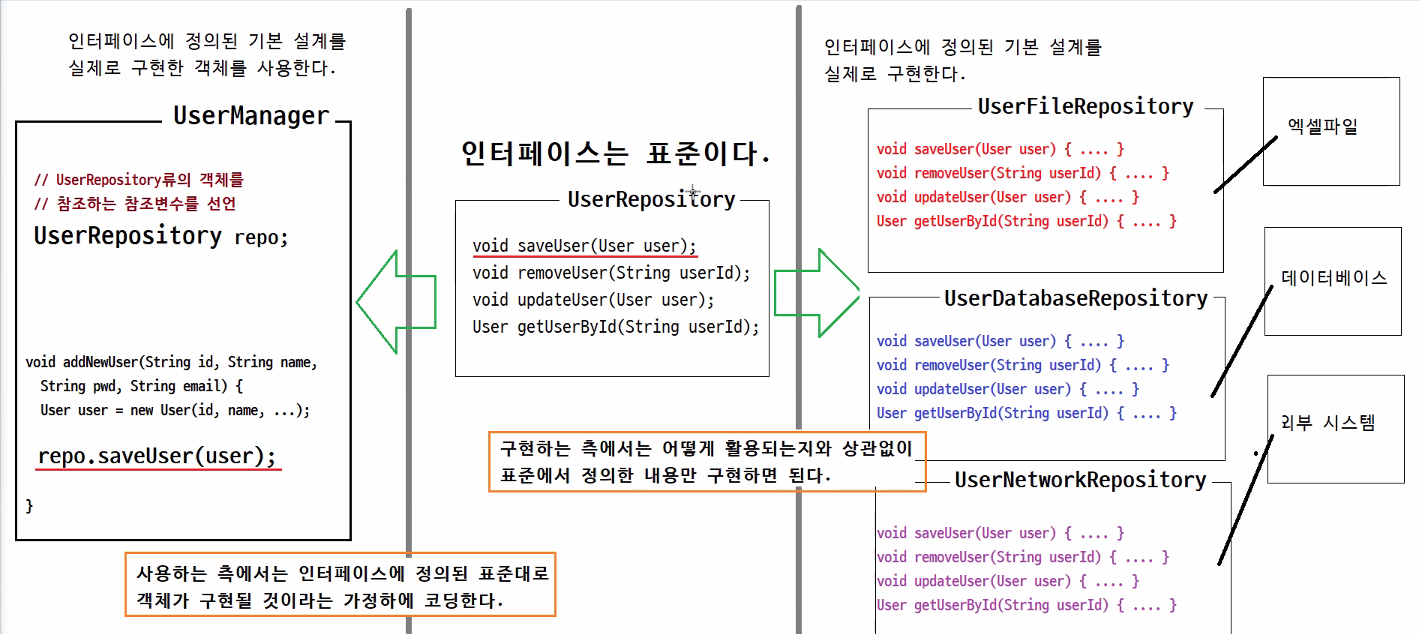 인터페이스에 정의된 기본 설계를
실제로 구현한 객체를 사용한다.
UserManager
// UserRepository류의 객체를
// 참조하는 참조변수를 선언
UserRepository repo;
void addNewUser(String id, String name,
String pwd, String email) {
User user = new User(id, name, ...);
repo.saveUser(user);
}
사용하는 측에서는 인터페이스에 정의된 표준대로
객체가 구현될 것이라는 가정하에 코딩한다.
인터페이스는 표준이다.
UserRepository
void saveUser(User user);
void removeUser(String userId);
void updateUser(User user);
User getUserById(String userId);
구현하는 측에서는 어떻게 활용되는지와 상관없이
표준에서 정의한 내용만 구현하면 된다.
인터페이스에 정의된 기본 설계를
실제로 구현한다.
UserFileRepository
void saveUser(User user) { .... }
void removeUser(String userId) { .... }
void updateUser(User user) { .... }
User getUserById(String userId) { .... }
엑셀파일
UserDatabaseRepository
void saveUser(User user) { .... }
void removeUser(String userId) { .... }
void updateUser(User user) { .... }
User getUserById(String userId) { .... }
데이터베이스
UserNetworkRepository
void saveUser(User user) { .... }
void removeUser(String userId) { .... }
void updateUser(User user) { .... }
User getUserById(String userId) { .... }
외부 시스템